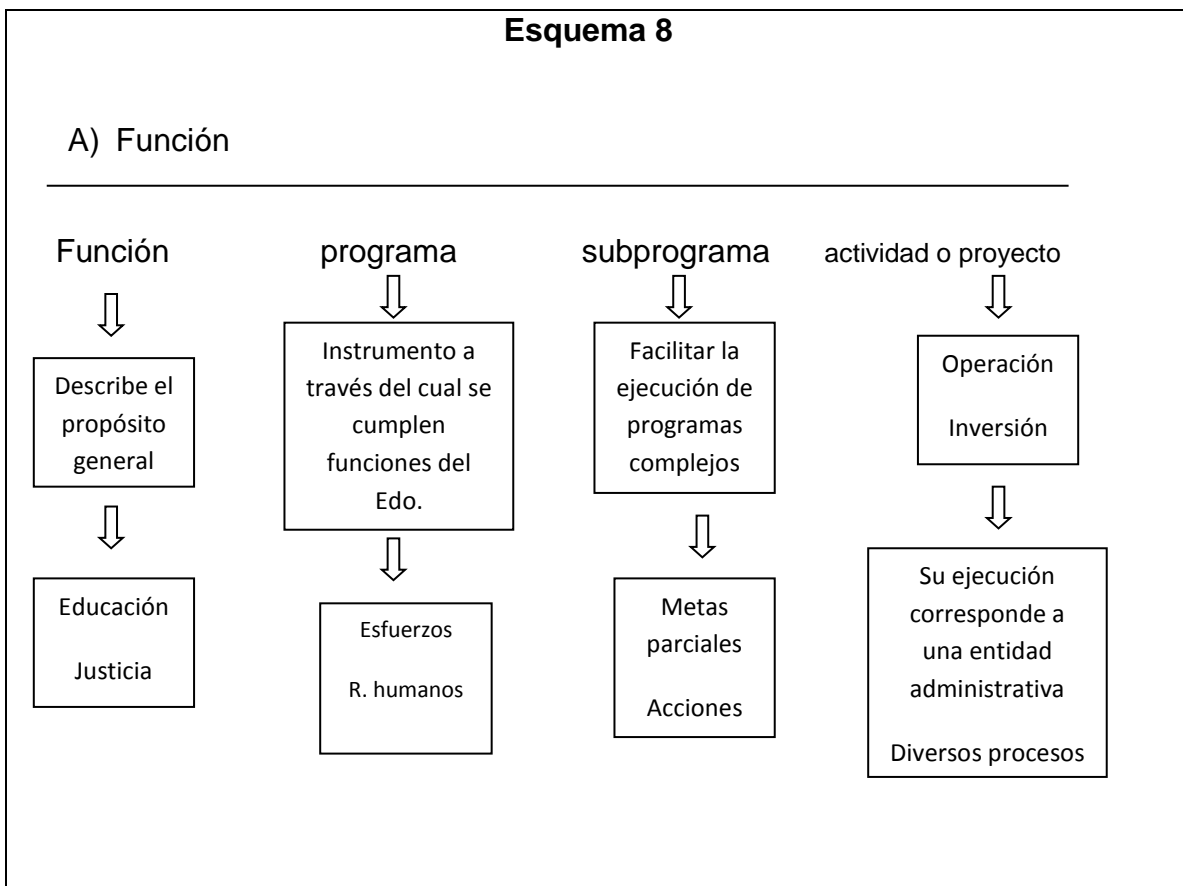 Esquema 8
A) Función
Función
programa
subprograma
actividad o proyecto
Describe el
propósito
general
Instrumento a
través del cual se
cumplen
funciones del
Edo.
Facilitar la
ejecución de
programas
complejos
Operación
Inversión
Educación
Justicia
Esfuerzos
R. humanos
Metas
parciales
Acciones
Su ejecución
corresponde a
una entidad
administrativa
Diversos procesos